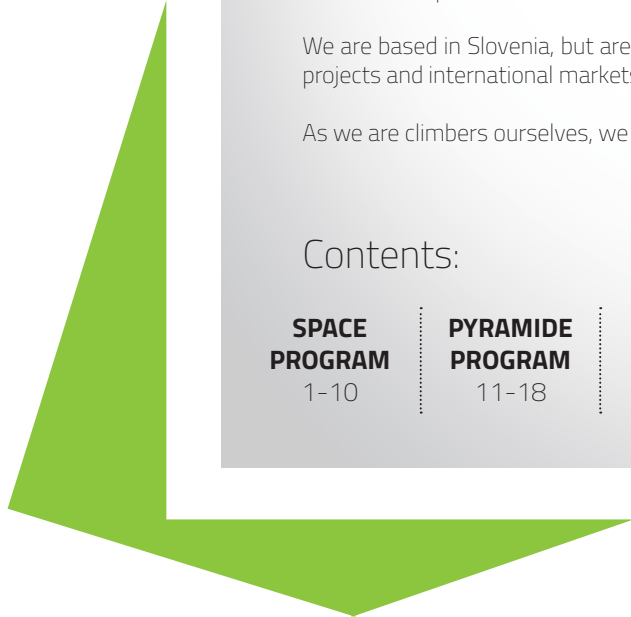 We are based in Slovenia, but are
projects and international markets
As we are climbers ourselves, we
Contents:
SPACE
PROGRAM
1-10
PYRAMIDE
PROGRAM
11-18